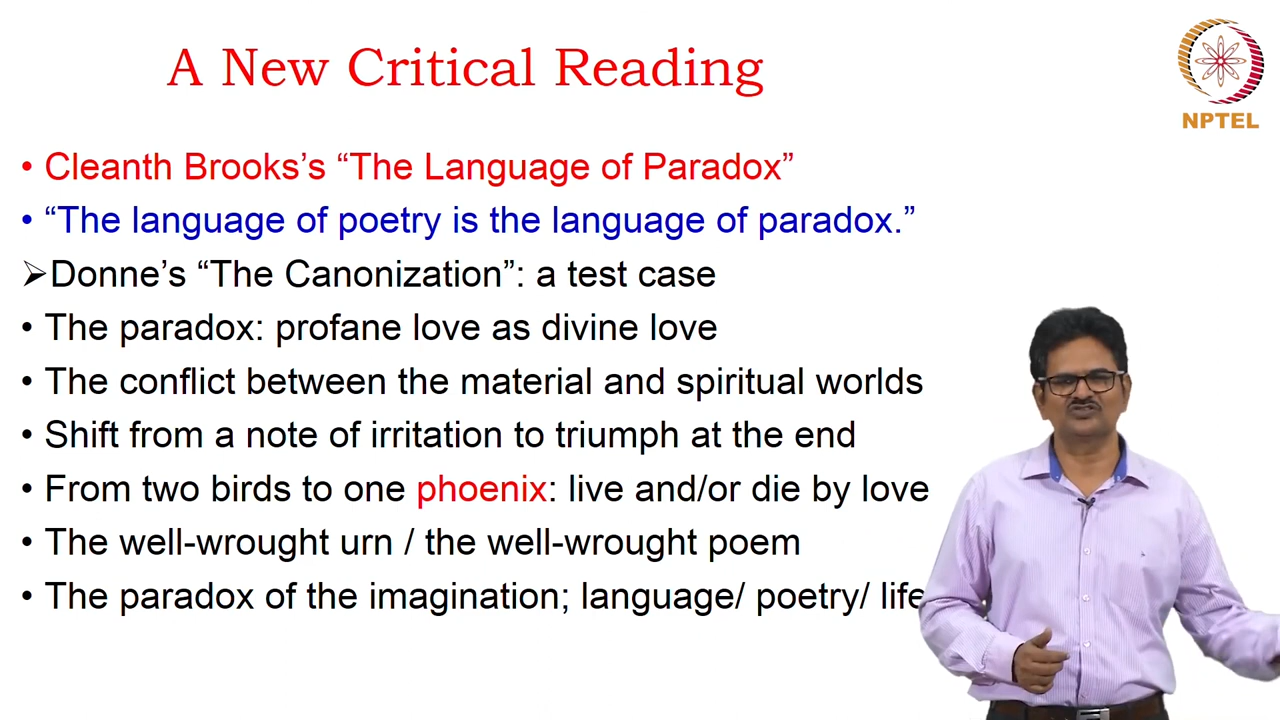 A New Critical Reading
NPTEL
• Cleanth Brooks’s “The Language of Paradox”
• “The language of poetry is the language of paradox.”
➢Donne’s “The Canonization”: a test case
• The paradox: profane love as divine love
• The conflict between the material and spiritual worlds
• Shift from a note of irritation to triumph at the end
• From two birds to one phoenix: live and/or die by love
• The well-wrought urn / the well-wrought poem
• The paradox of the imagination; language/ poetry/ life